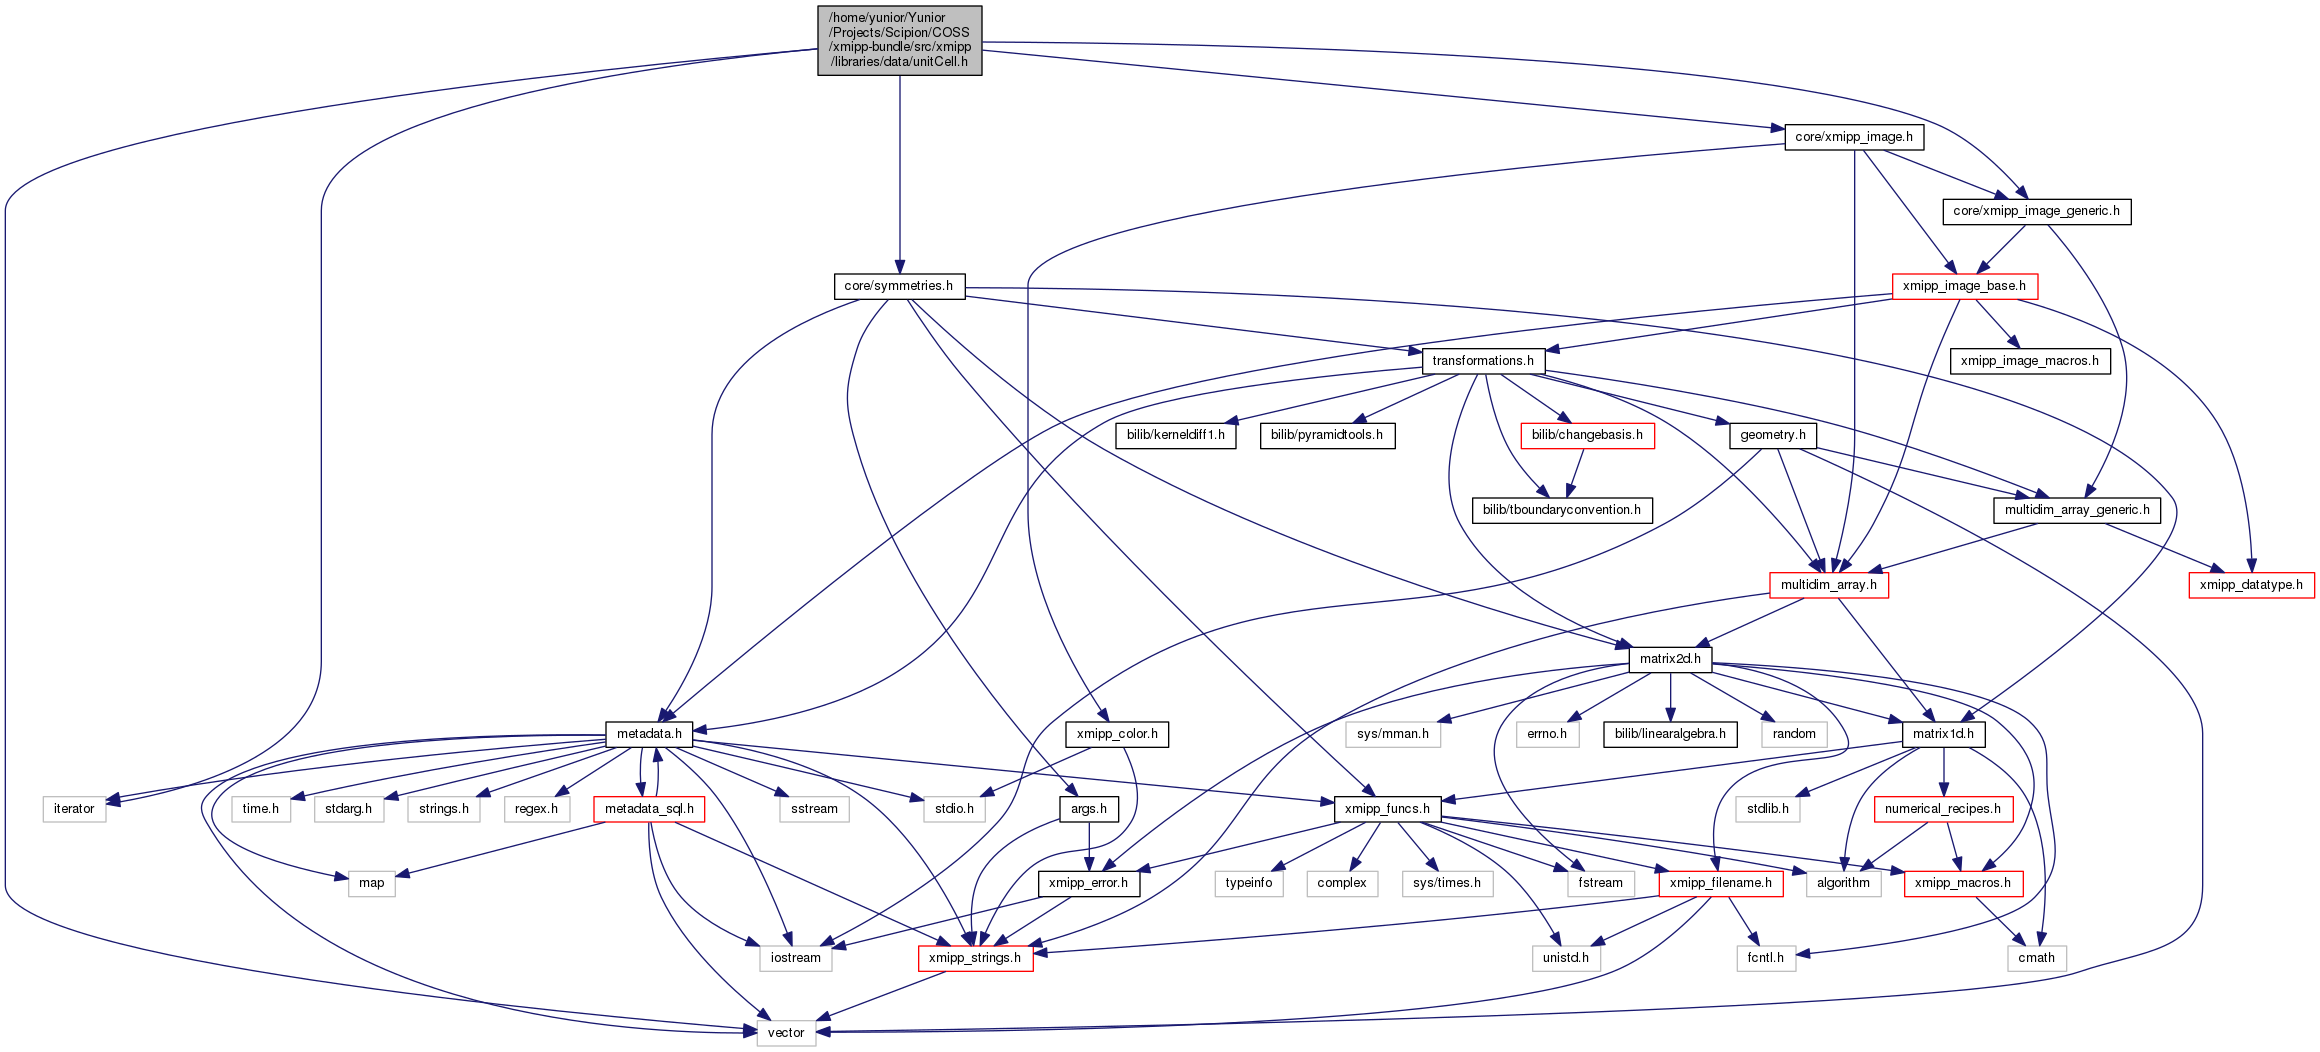 /home/yunior/Yunior
/Projects/Scipion/COSS
/xmipp-bundle/src/xmipp
/libraries/data/unitCell.h
core/xmipp_image.h
core/xmipp_image_generic.h
core/symmetries.h
xmipp_image_base.h
transformations.h
xmipp_image_macros.h
bilib/kerneldiff1.h
bilib/pyramidtools.h
bilib/changebasis.h
geometry.h
bilib/tboundaryconvention.h
multidim_array_generic.h
multidim_array.h
xmipp_datatype.h
matrix2d.h
metadata.h
xmipp_color.h
sys/mman.h
errno.h
bilib/linearalgebra.h
random
matrix1d.h
iterator
time.h
stdarg.h
strings.h
regex.h
metadata_sql.h
sstream
stdio.h
args.h
xmipp_funcs.h
stdlib.h
numerical_recipes.h
map
xmipp_error.h
typeinfo
complex
sys/times.h
fstream
xmipp_filename.h
algorithm
xmipp_macros.h
iostream
xmipp_strings.h
unistd.h
fcntl.h
cmath
vector